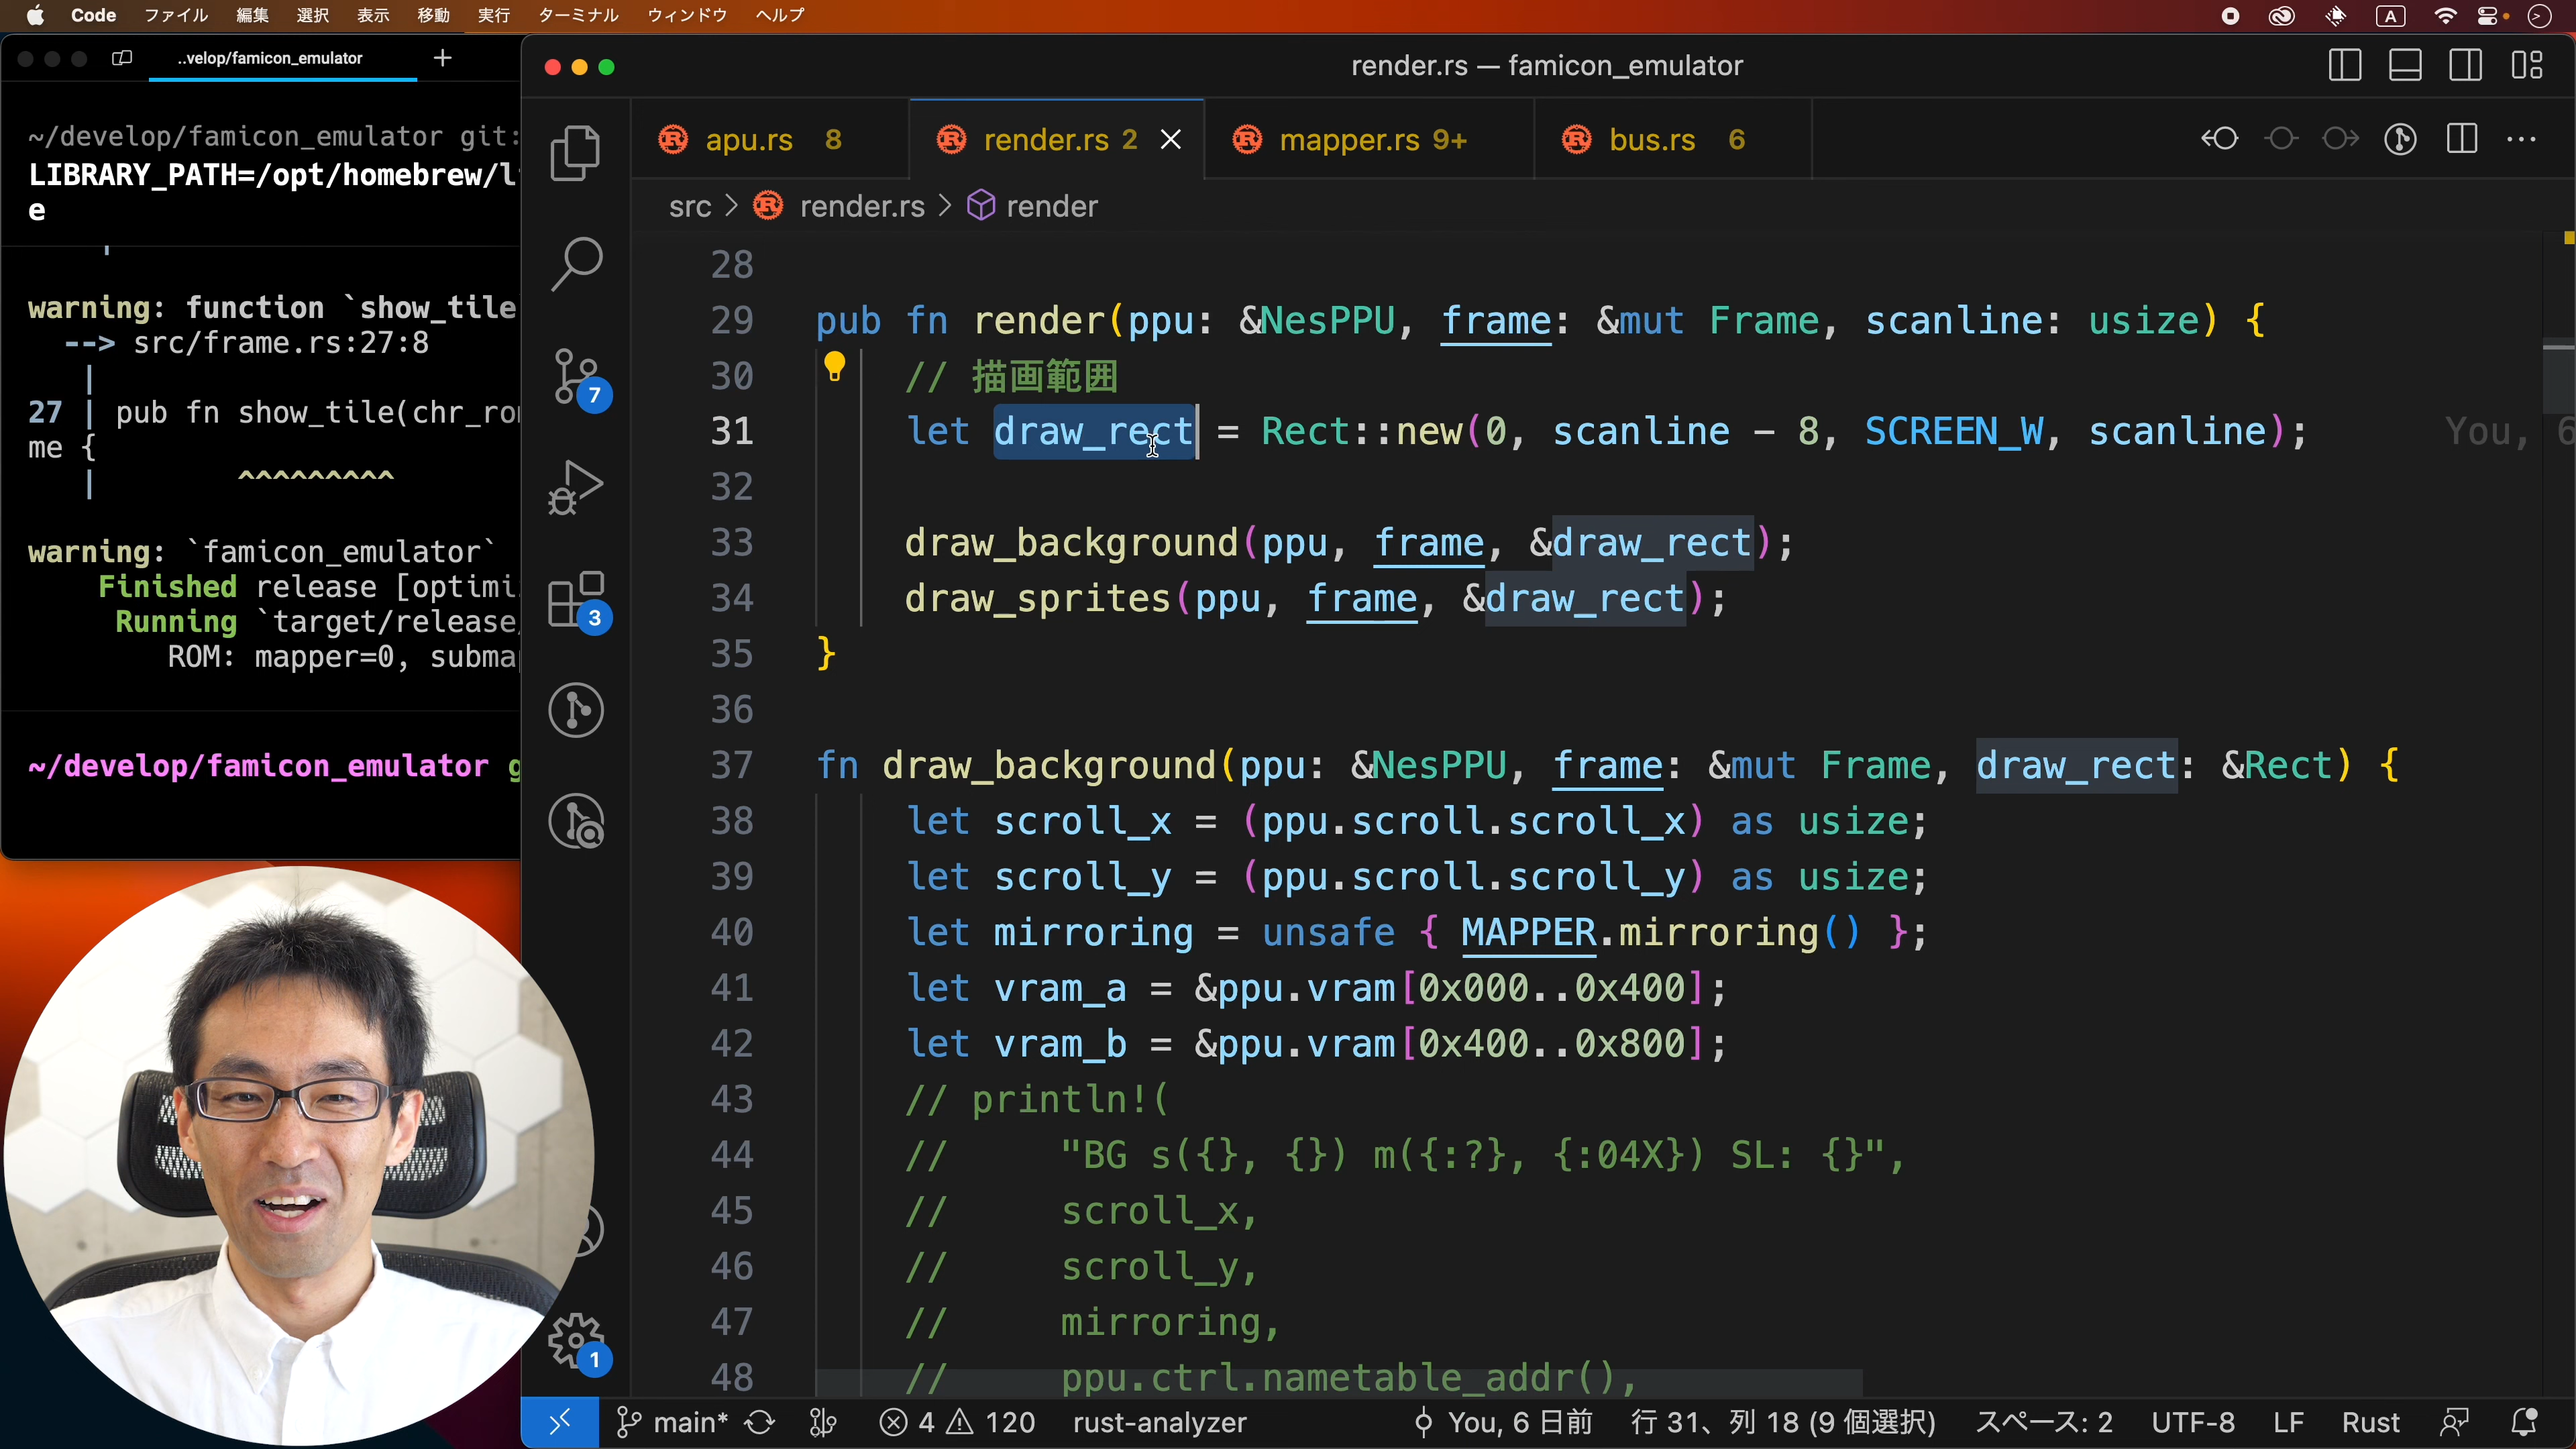 Code ファイル 編集 選択 表示 移動 実行 ターミナル ウィンドウ ヘルプ
A
..velop/famicon_emulator
~/develop/famicon_emulator git:
LIBRARY_PATH=/opt/homebrew/l
e
warning: function `show_tile
--> src/frame.rs:27:8
|
27 | pub fn show_tile(chr_ro
me {
| ^^^^^^^^^
warning: `famicon_emulator`
Finished release [optimi
Running `target/release
ROM: mapper=0, subma
~/develop/famicon_emulator g
render.rs — famicon_emulator
apu.rs 8
render.rs 2
mapper.rs 9+
bus.rs 6
src > render.rs > render
7
3
1
28
29 pub fn render(ppu: &NesPPU, frame: &mut Frame, scanline: usize) {
30 // 描画範囲
31 let draw_rect = Rect::new(0, scanline - 8, SCREEN_W, scanline); You, 6
32
33 draw_background(ppu, frame, &draw_rect);
34 draw_sprites(ppu, frame, &draw_rect);
35 }
36
37 fn draw_background(ppu: &NesPPU, frame: &mut Frame, draw_rect: &Rect) {
38 let scroll_x = (ppu.scroll.scroll_x) as usize;
39 let scroll_y = (ppu.scroll.scroll_y) as usize;
40 let mirroring = unsafe { MAPPER.mirroring() };
41 let vram_a = &ppu.vram[0x000..0x400];
42 let vram_b = &ppu.vram[0x400..0x800];
43 // println!(
44 // "BG s({}, {}) m({:?}, {:04X}) SL: {}",
45 // scroll_x,
46 // scroll_y,
47 // mirroring,
48 // ppu.ctrl.nametable_addr(),
main* 4 120 rust-analyzer You, 6 日前 行 31、列 18 (9 個選択) スペース: 2 UTF-8 LF Rust